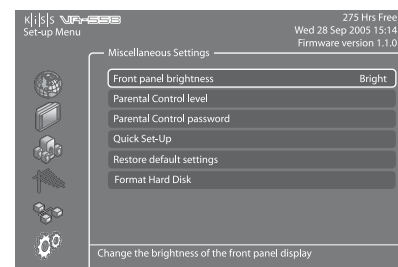 KISS VR-558
275 Hrs Free
Set-up Menu
Wed 28 Sep 2005 15:14
Firmware version 1.1.0
Miscellaneous Settings
Front panel brightness Bright
Parental Control level
Parental Control password
Quick Set-Up
Restore default settings
Format Hard Disk
Change the brightness of the front panel display